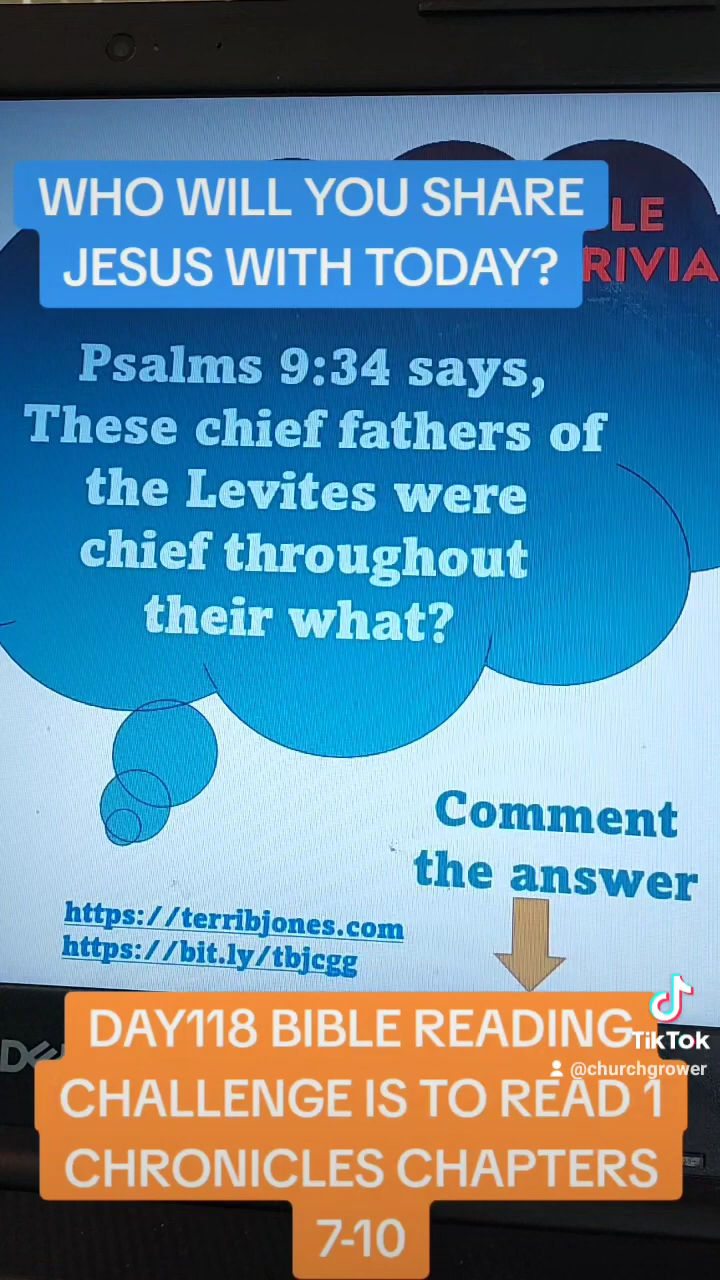 WHO WILL YOU SHARE
JESUS WITH TODAY?
RIVIA
Psalms 9:34 says,
These chief fathers of
the Levites were
chief throughout
their what?
Comment
the answer
https://terribjones.com
https://bit.ly/tbjcgg
DAY118 BIBLE READING
CHALLENGE IS TO READ 1
CHRONICLES CHAPTERS
7-10
TikTok
@churchgrower